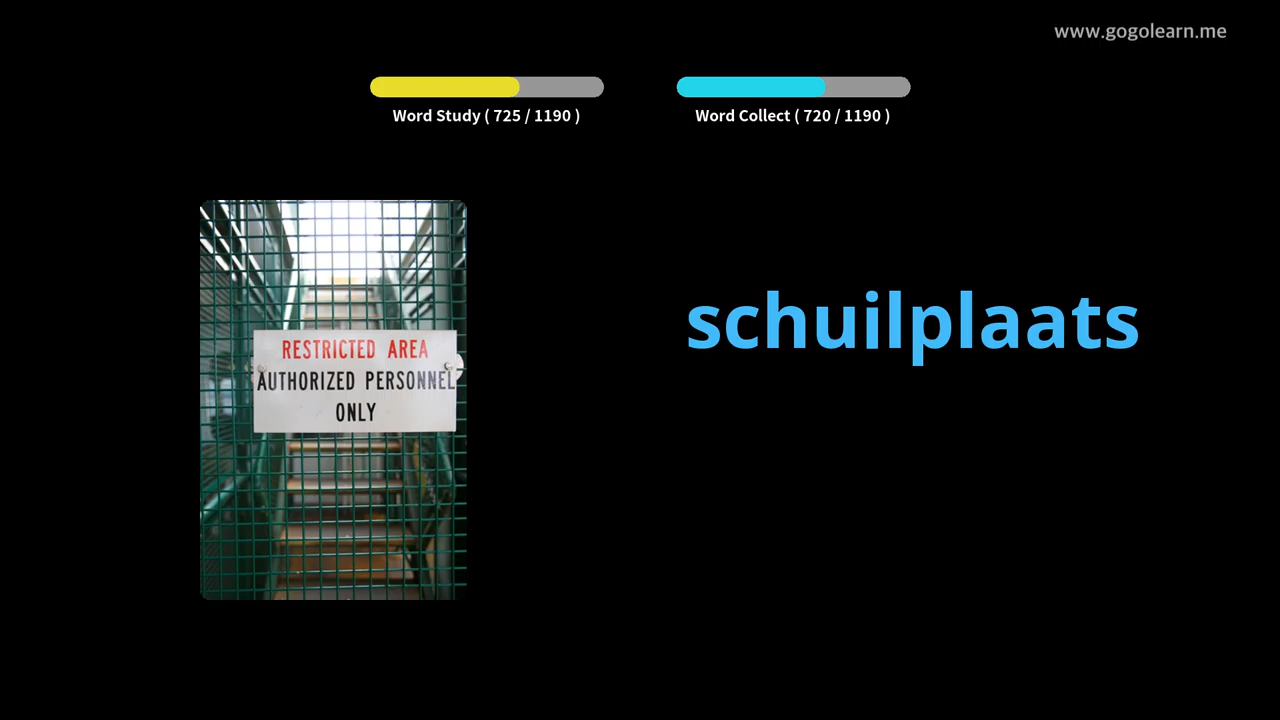 www.gogolearn.me
Word Study ( 725 / 1190 )
Word Collect ( 720 / 1190 )
schuilplaats
RESTRICTED AREA
AUTHORIZED PERSONNEL
ONLY